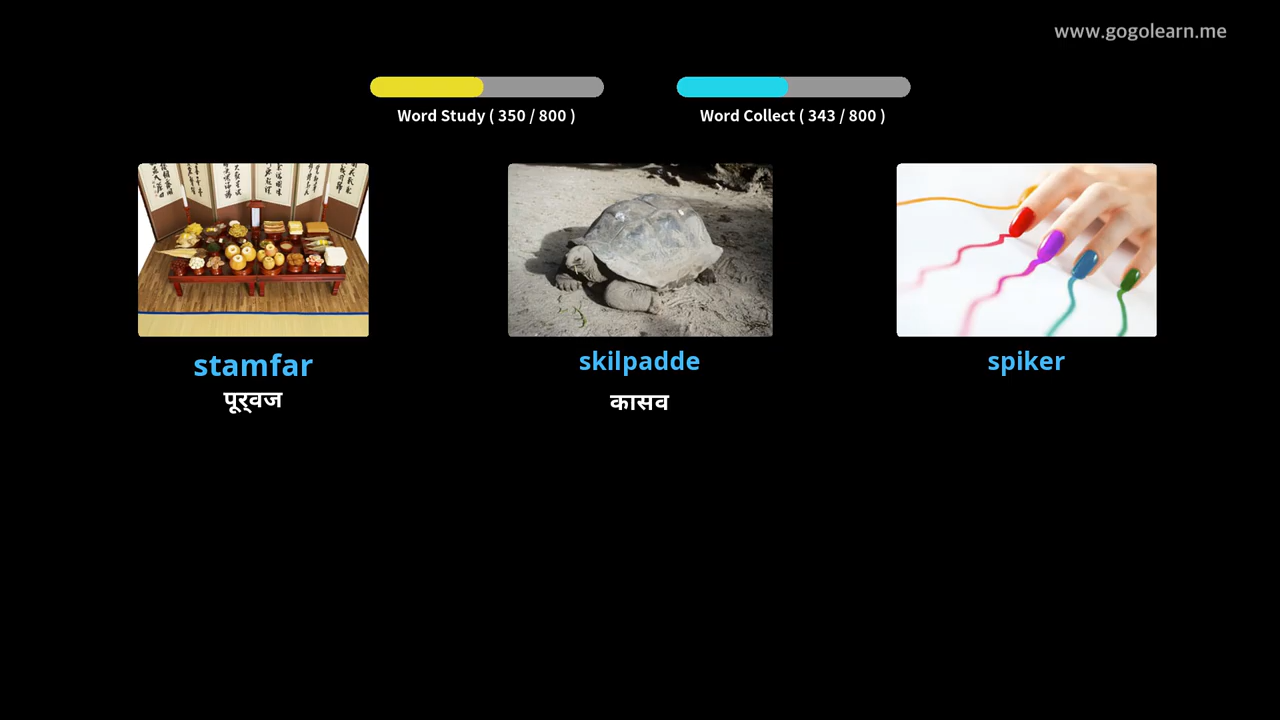 www.gogolearn.me
Word Study ( 350 / 800 )
Word Collect ( 343 / 800 )
stamfar
skilpadde
spiker
पूर्वज
कासव